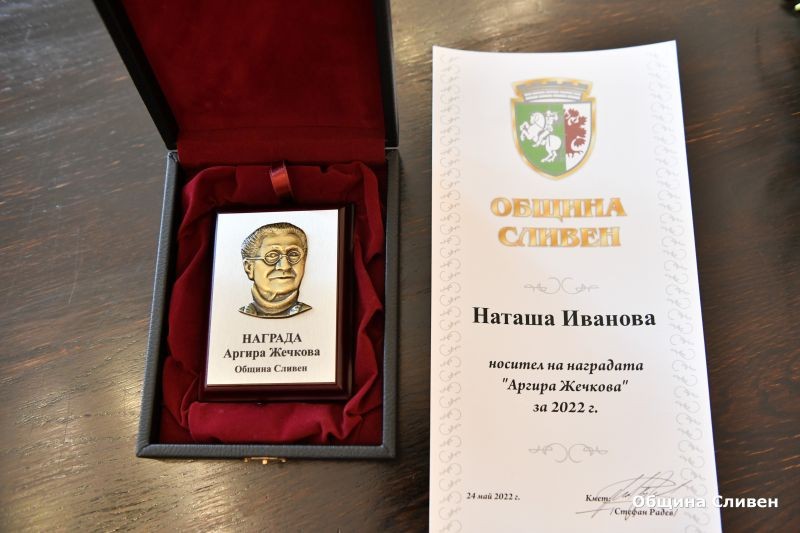 НАГРАДА
Аргира Жечкова
Община Сливен
ОБЩИНА
СЛИВЕН
Наташа Иванова
носител на наградата
"Аргира Жечкова"
за 2022 г.
24 май 2022 г.
Кмет:
/Стефан Радев/
Община Сливен